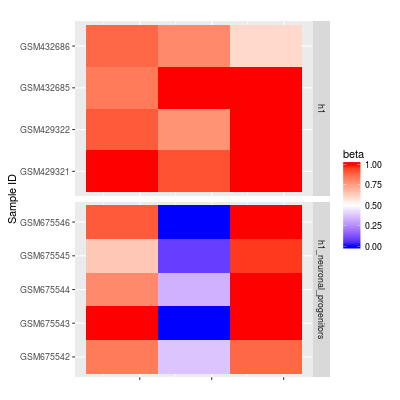 GSM432686
GSM432685
GSM429322
GSM429321
h1
GSM675546
GSM675545
GSM675544
GSM675543
GSM675542
h1_neuronal_progenitors
Sample ID
beta
1.00
0.75
0.50
0.25
0.00